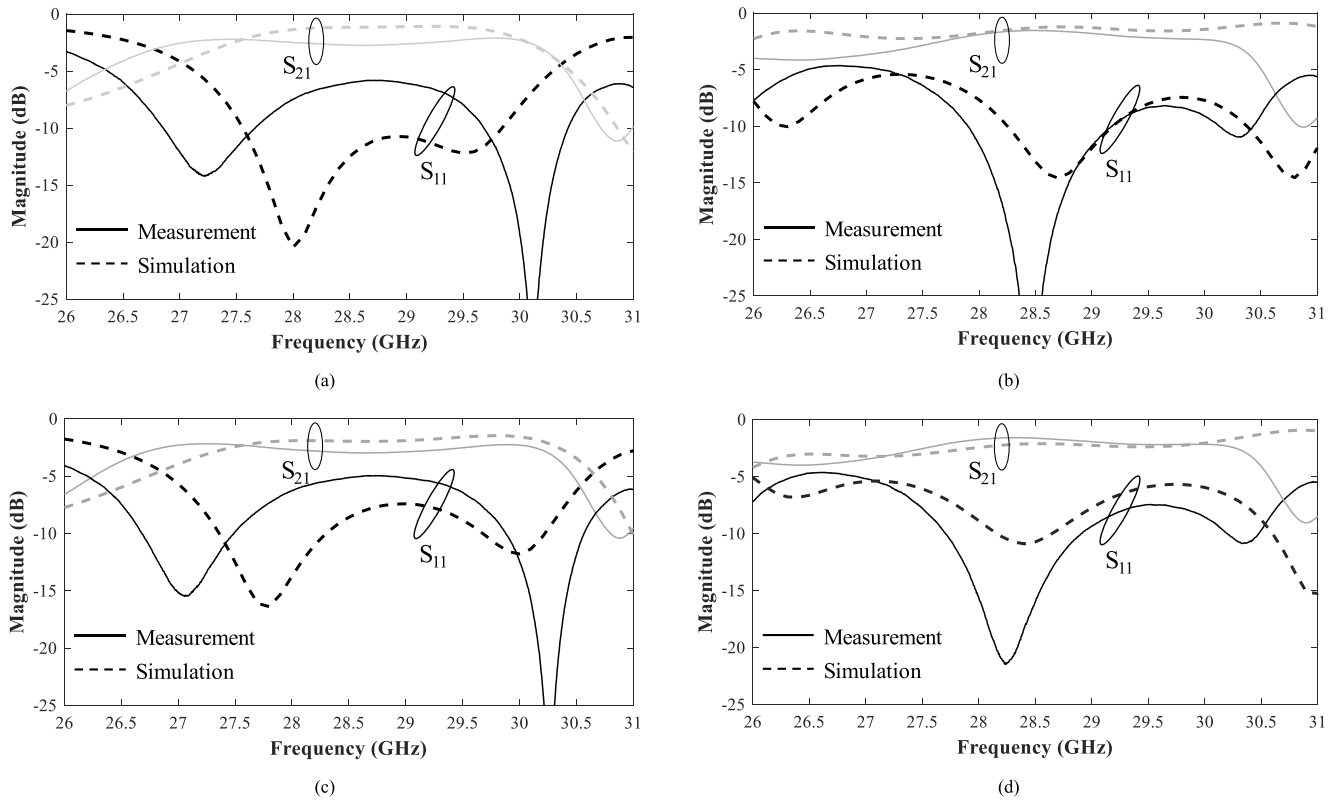 0
-5
-10
-15
-20
-25
Magnitude (dB)
S21
S11
Measurement
Simulation
26 26.5 27 27.5 28 28.5 29 29.5 30 30.5 31
Frequency (GHz)
(a)
0
-5
-10
-15
-20
-25
Magnitude (dB)
S21
S11
Measurement
Simulation
26 26.5 27 27.5 28 28.5 29 29.5 30 30.5 31
Frequency (GHz)
(b)
0
-5
-10
-15
-20
-25
Magnitude (dB)
S21
S11
Measurement
Simulation
26 26.5 27 27.5 28 28.5 29 29.5 30 30.5 31
Frequency (GHz)
(c)
0
-5
-10
-15
-20
-25
Magnitude (dB)
S21
S11
Measurement
Simulation
26 26.5 27 27.5 28 28.5 29 29.5 30 30.5 31
Frequency (GHz)
(d)